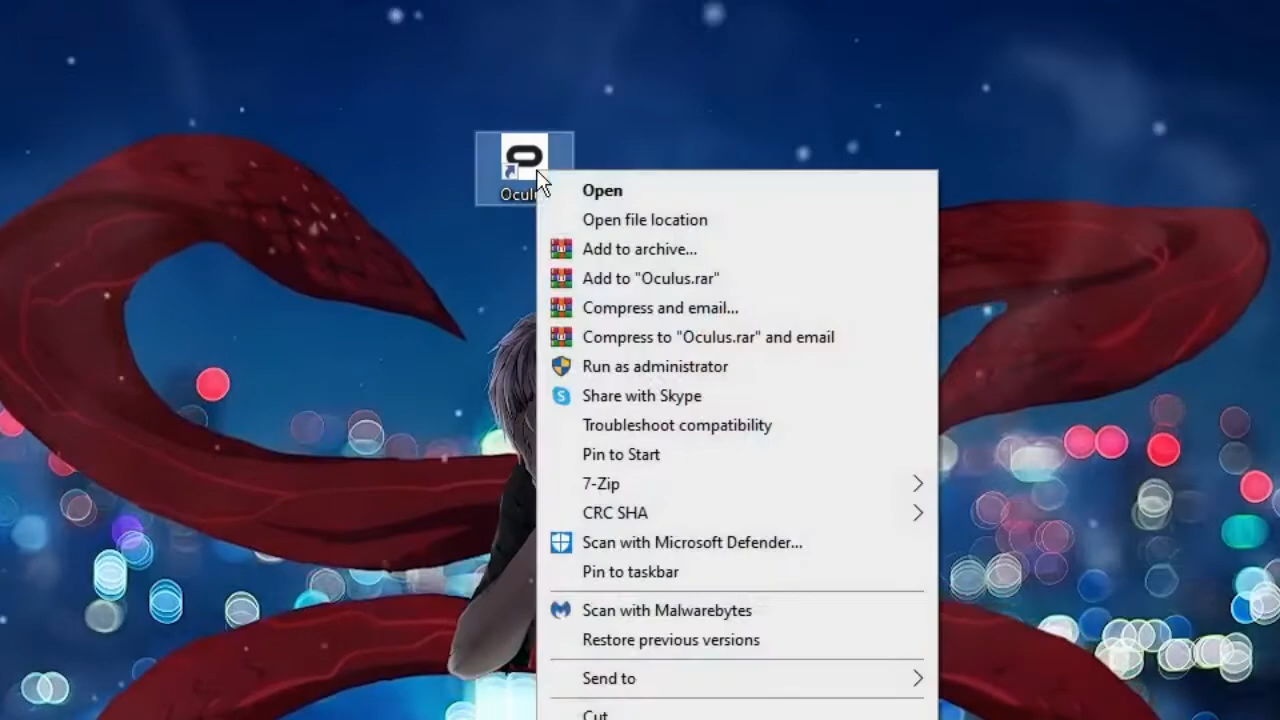 Open
Open file location
Add to archive...
Add to "Oculus.rar"
Compress and email...
Compress to "Oculus.rar" and email
Run as administrator
Share with Skype
Troubleshoot compatibility
Pin to Start
7-Zip
CRC SHA
Scan with Microsoft Defender...
Pin to taskbar
Scan with Malwarebytes
Restore previous versions
Send to
Cut